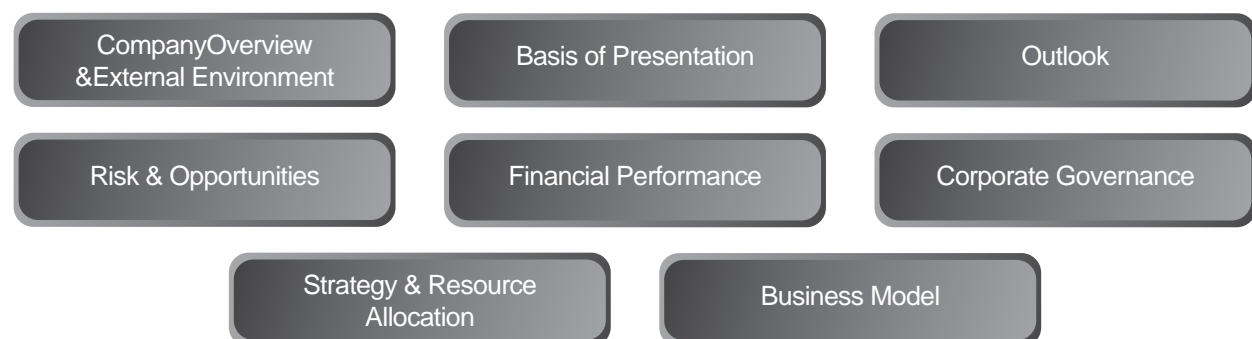 CompanyOverview
&External Environment
Basis of Presentation
Outlook
Risk & Opportunities
Financial Performance
Corporate Governance
Strategy & Resource
Allocation
Business Model